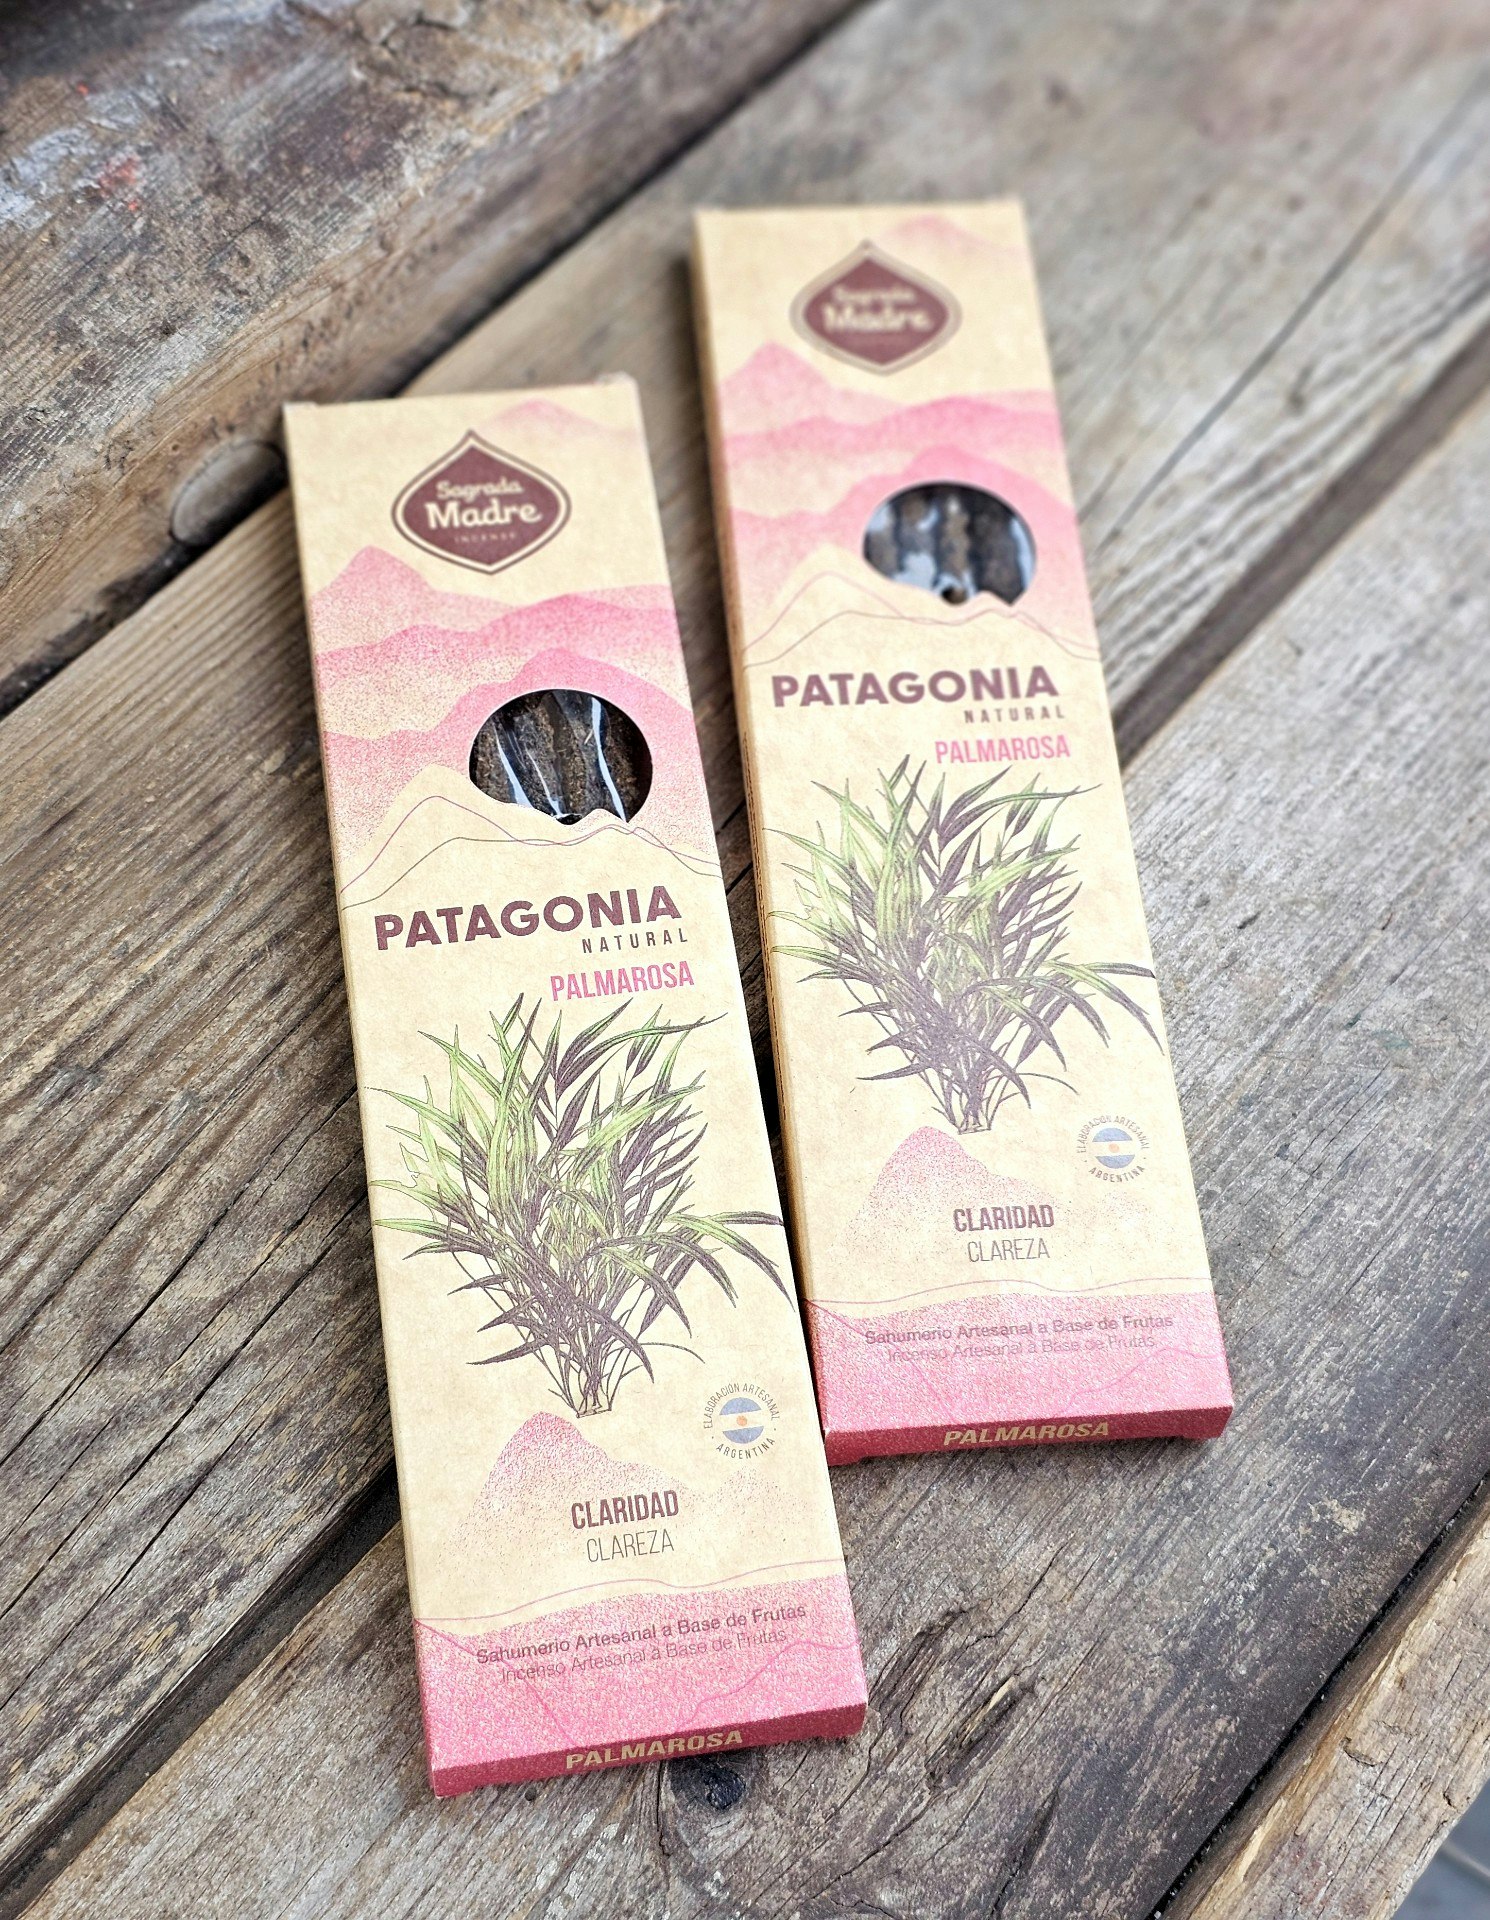 Sagrada
Madre
INCENSE
PATAGONIA
NATURAL
PALMAROSA
ELABORACIÓN ARTESANAL
· ARGENTINA ·
CLARIDAD
CLAREZA
Sahumerio Artesanal a Base de Frutas
Incenso Artesanal à Base de Frutas
PALMAROSA
Sagrada
Madre
PATAGONIA
NATURAL
PALMAROSA
ELABORACIÓN ARTESANAL
· ARGENTINA ·
CLARIDAD
CLAREZA
Sahumerio Artesanal a Base de Frutas
Incenso Artesanal à Base de Frutas
PALMAROSA